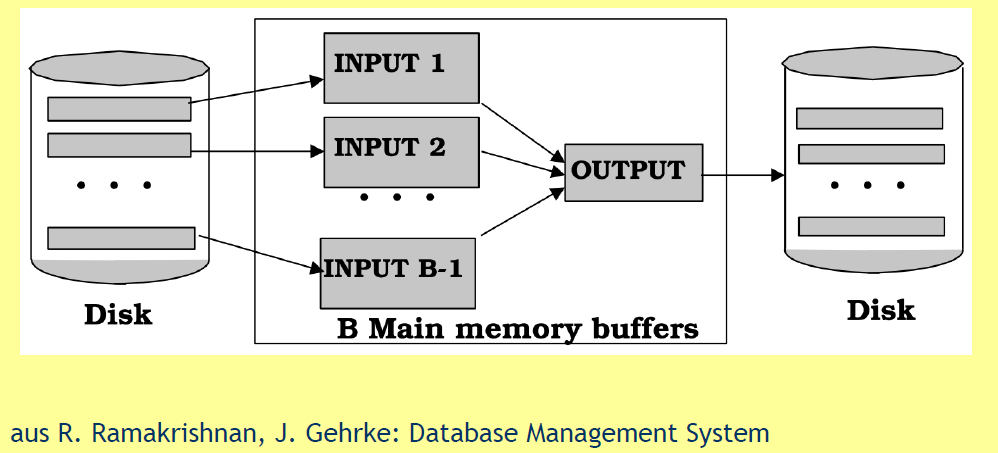 INPUT 1
INPUT 2
OUTPUT
INPUT B-1
Disk
B Main memory buffers
Disk
aus R. Ramakrishnan, J. Gehrke: Database Management System